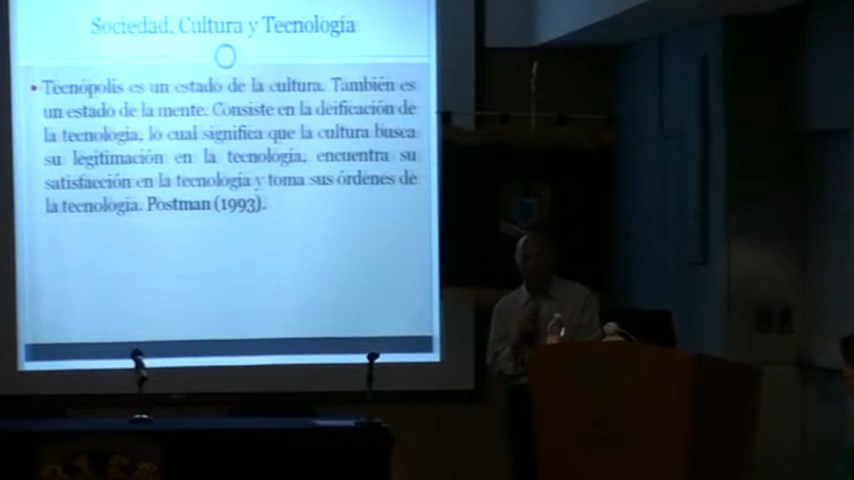 Sociedad. Cultura y Tecnología
• Tecnópolis es un estado de la cultura. También es
un estado de la mente. Consiste en la deificación de
la tecnología, lo cual significa que la cultura busca
su legitimación en la tecnología, encuentra su
satisfacción en la tecnología y toma sus órdenes de
la tecnología. Postman (1993).